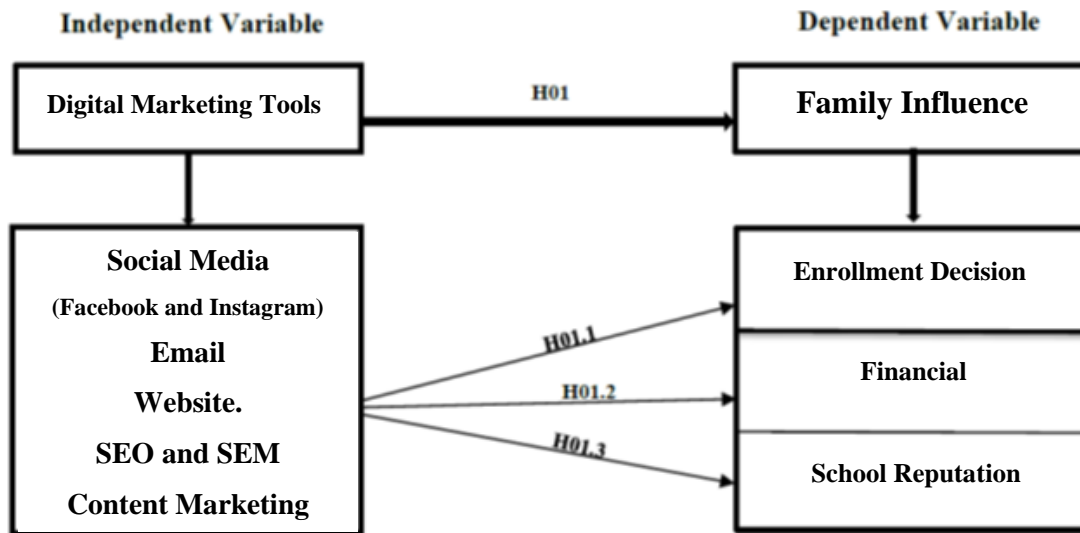 Independent Variable
Dependent Variable
Digital Marketing Tools
H01
Family Influence
Social Media
(Facebook and Instagram)
Email
Website.
SEO and SEM
Content Marketing
H01.1
H01.2
H01.3
Enrollment Decision
Financial
School Reputation